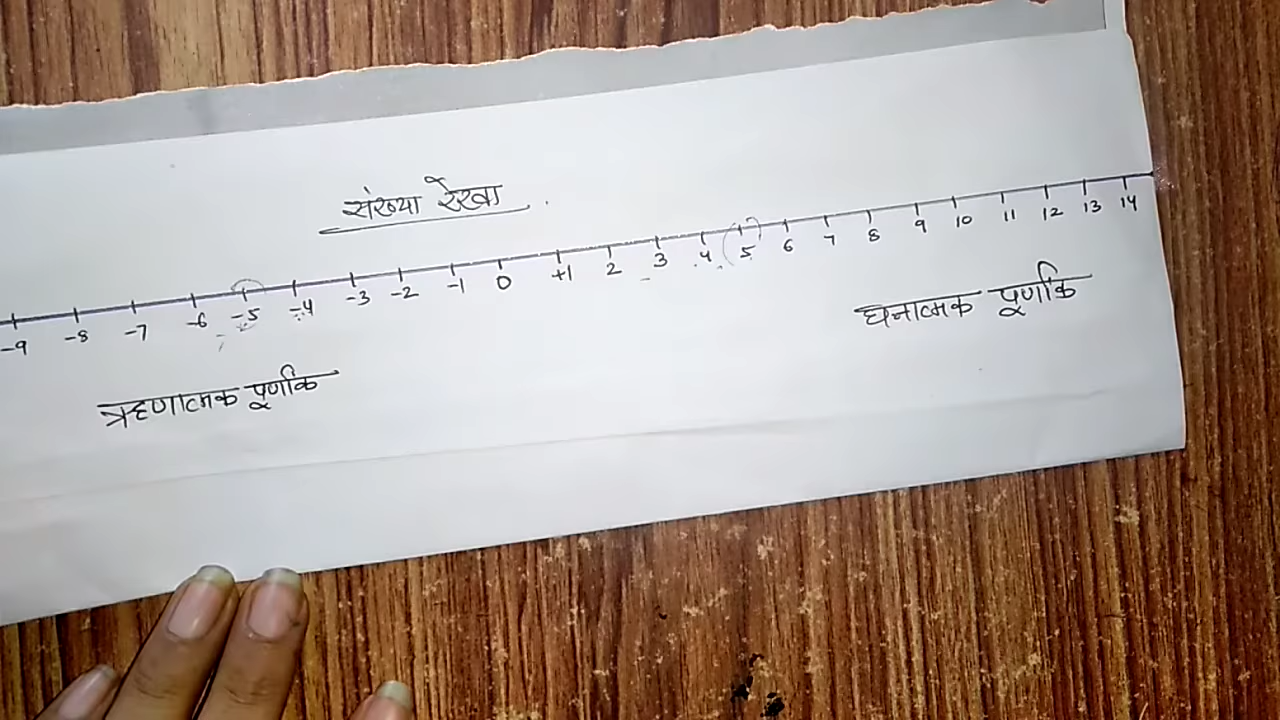 संख्या रेखा .
-9 -8 -7 -6 -5 -4 -3 -2 -1 0 +1 2 3 4 5 6 7 8 9 10 11 12 13 14
ऋणात्मक पूर्णांक
धनात्मक पूर्णांक